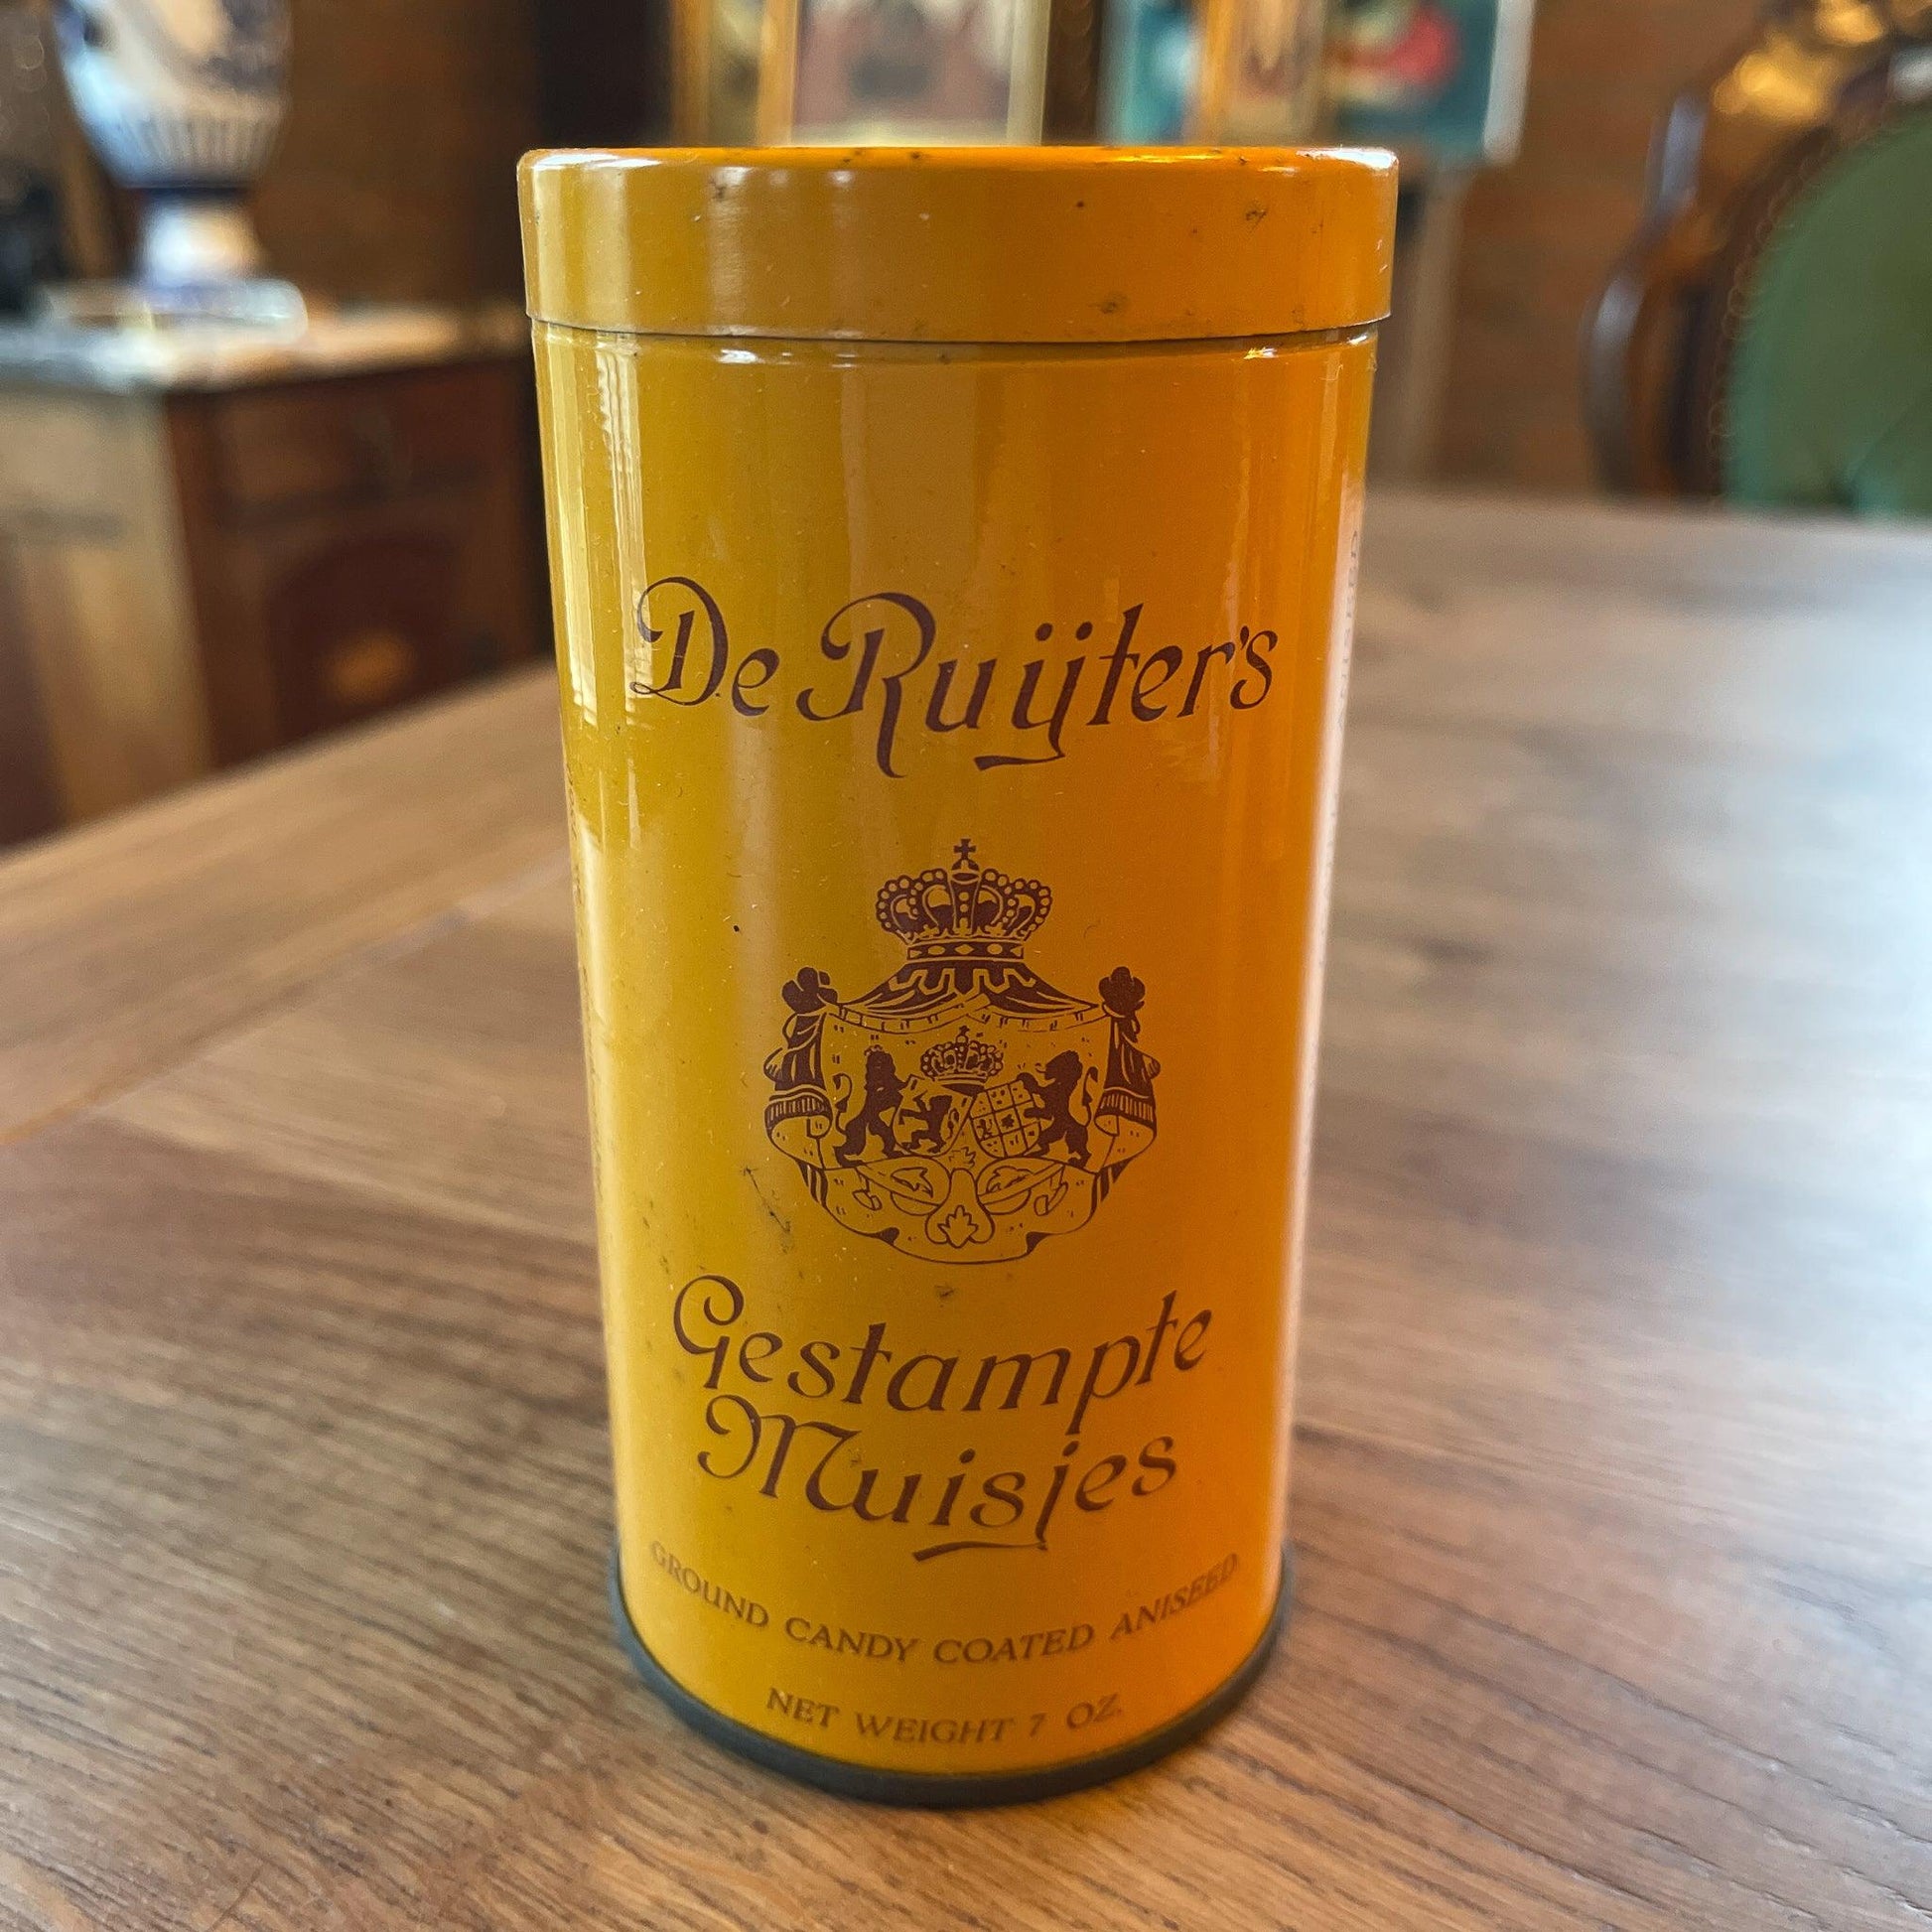 De Ruijter's
Gestampte
Muisjes
GROUND CANDY COATED ANISEED
NET WEIGHT 7 OZ.